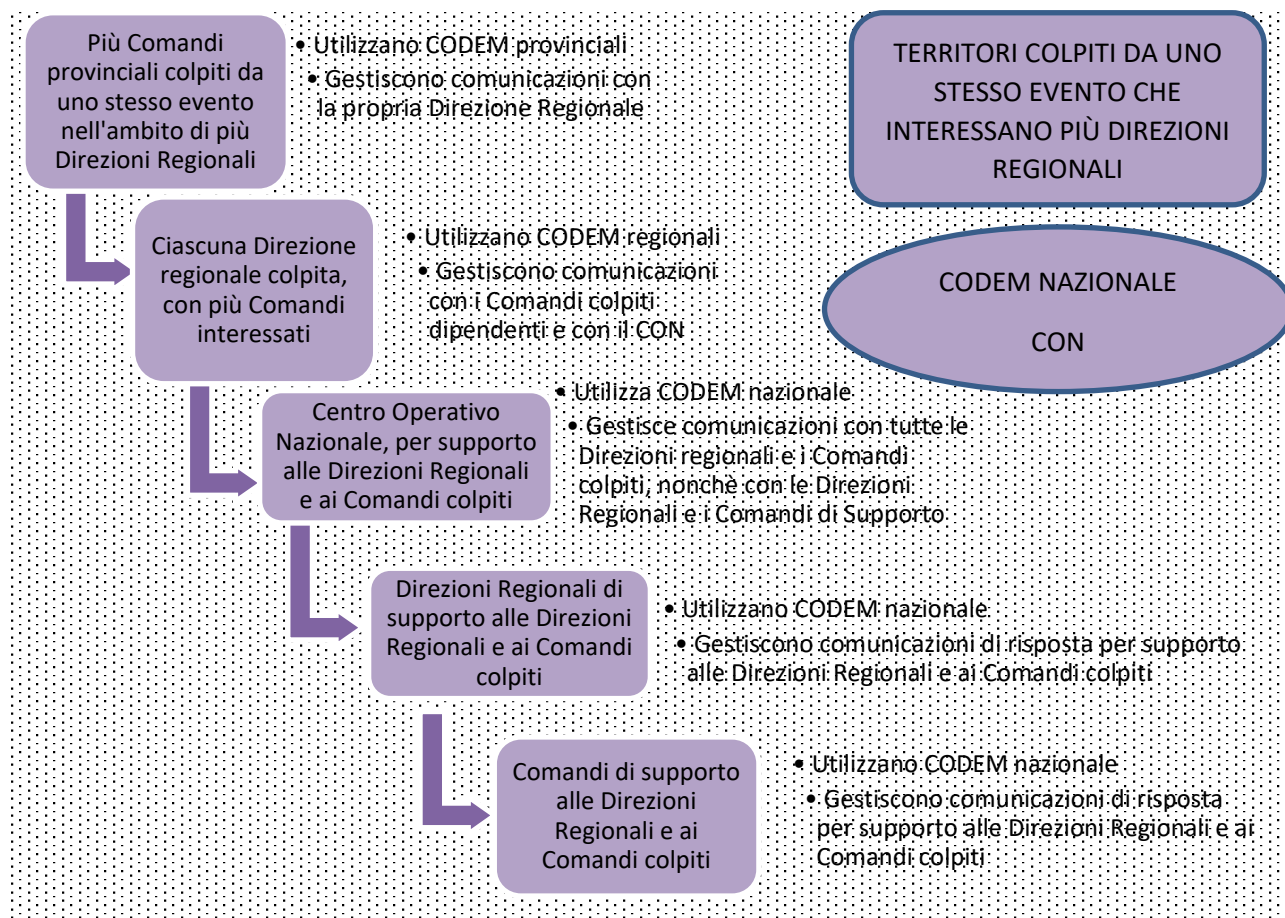 Più Comandi
provinciali colpiti da
uno stesso evento
nell'ambito di più
Direzioni Regionali
• Utilizzano CODEM provinciali
• Gestiscono comunicazioni con
la propria Direzione Regionale
TERRITORI COLPITI DA UNO
STESSO EVENTO CHE
INTERESSANO PIÙ DIREZIONI
REGIONALI
Ciascuna Direzione
regionale colpita,
con più Comandi
interessati
• Utilizzano CODEM regionali
• Gestiscono comunicazioni
con i Comandi colpiti
dipendenti e con il CON
CODEM NAZIONALE
CON
Centro Operativo
Nazionale, per supporto
alle Direzioni Regionali
e ai Comandi colpiti
• Utilizza CODEM nazionale
• Gestisce comunicazioni con tutte le
Direzioni regionali e i Comandi
colpiti, nonchè con le Direzioni
Regionali e i Comandi di Supporto
Direzioni Regionali di
supporto alle Direzioni
Regionali e ai Comandi
colpiti
• Utilizzano CODEM nazionale
• Gestiscono comunicazioni di risposta per supporto
alle Direzioni Regionali e ai Comandi colpiti
Comandi di supporto
alle Direzioni
Regionali e ai
Comandi colpiti
• Utilizzano CODEM nazionale
• Gestiscono comunicazioni di risposta
per supporto alle Direzioni Regionali e ai
Comandi colpiti